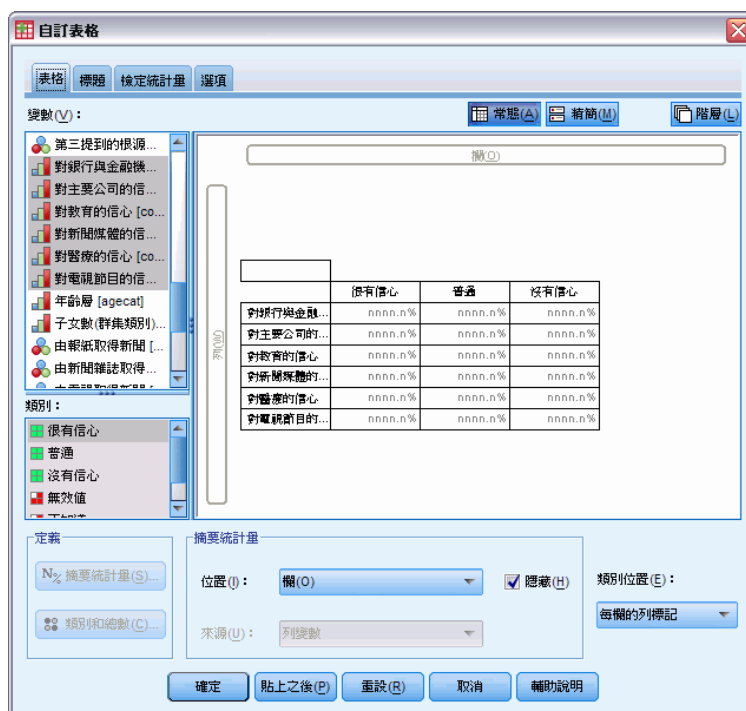 自訂表格
表格 標題 檢定統計量 選項
變數(V)：
常態(A) 精簡(M) 階層(L)
第三提到的根源...
對銀行與金融機...
對主要公司的信...
對教育的信心 [co...
對新聞媒體的信...
對醫療的信心 [co...
對電視節目的信...
年齡層 [agecat]
子女數(群集類別)...
由報紙取得新聞 [...
由新聞雜誌取得...
欄(O)
列(W)
很有信心 普通 沒有信心
對銀行與金融... nnnn.n% nnnn.n% nnnn.n%
對主要公司的... nnnn.n% nnnn.n% nnnn.n%
對教育的信心 nnnn.n% nnnn.n% nnnn.n%
對新聞媒體的... nnnn.n% nnnn.n% nnnn.n%
對醫療的信心 nnnn.n% nnnn.n% nnnn.n%
對電視節目的... nnnn.n% nnnn.n% nnnn.n%
類別：
很有信心
普通
沒有信心
無效值
定義
N% 摘要統計量(S)...
類別和總數(C)...
摘要統計量
位置(I)： 欄(O) 隱藏(H)
來源(U)： 列變數
類別位置(E)：
每欄的列標記
確定 貼上之後(P) 重設(R) 取消 輔助說明